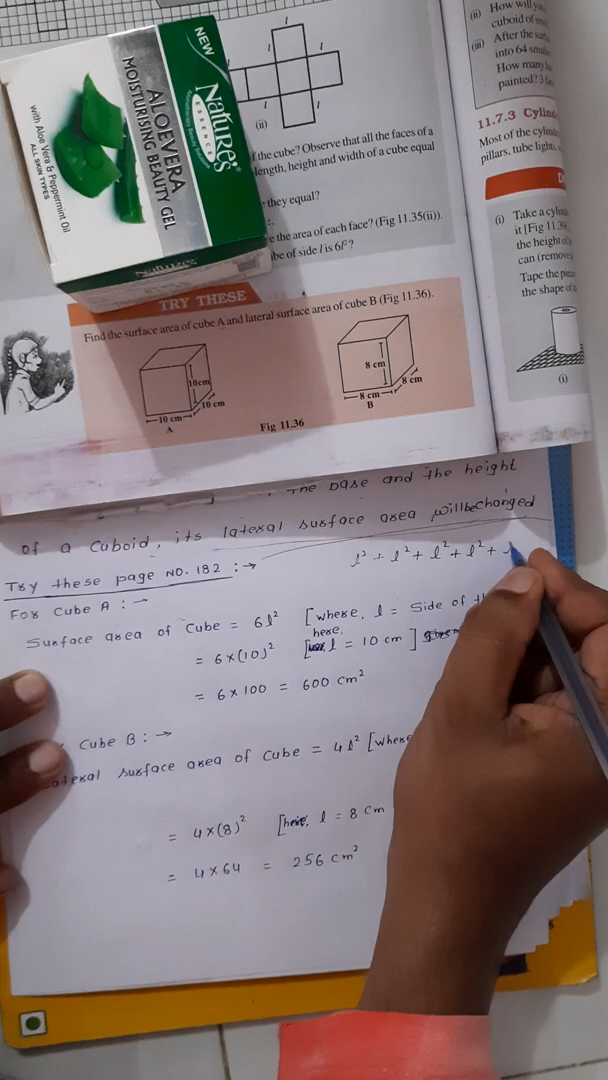 NEW
Nature's
ESSENCE
ALOEVERA
MOISTURISING BEAUTY GEL
with Aloe Vera & Peppermint Oil
ALL SKIN TYPES
Nature's
l
l
l
l
l
(ii)
f the cube? Observe that all the faces of a
length, height and width of a cube equal
they equal?
e the area of each face? (Fig 11.35(ii)).
be of side l is 6l²?
TRY THESE
Find the surface area of cube A and lateral surface area of cube B (Fig 11.36).
10cm
10 cm
10 cm
A
8 cm
8 cm
8 cm
B
Fig 11.36
(ii) How will you
cuboid of
(iii) After the
into 64
How many
painted?
11.7.3 Cylind
Most of the cylind
pillars, tube lights,
D
(i) Take a
it [Fig 11.
the height of
can (remove
Tape the
the shape of
(i)
the base and the height
of a cuboid, its lateral surface area will be changed
Try these page NO. 182 :→
l² + l² + l² + l² +
For Cube A :→
Surface area of Cube = 6l² [where, l = Side of
= 6×(10)² [here, l = 10 cm]
= 6×100 = 600 cm²
Cube B :→
surface area of Cube = 4l² [where
= 4×(8)² [here, l = 8 cm
= 4×64 = 256 cm²